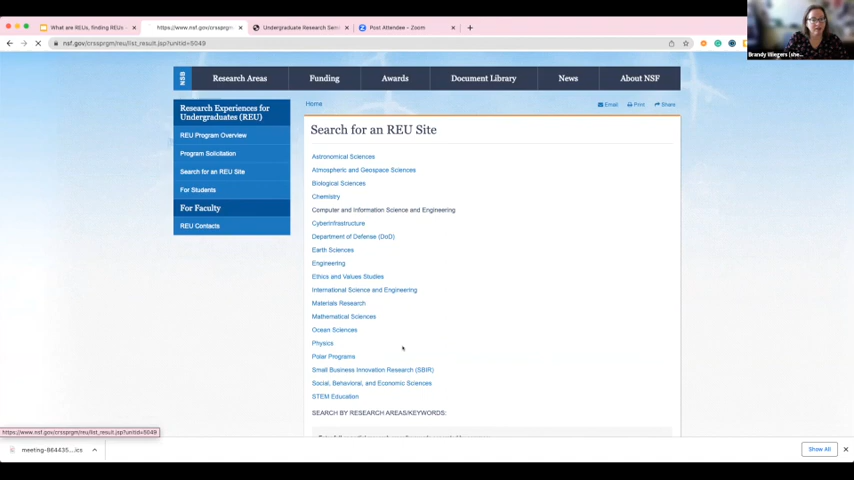 What are REUs, finding REUs -
https://www.nsf.gov/crssprgm
Undergraduate Research Sem
Post Attendee - Zoom
nsf.gov/crssprgm/reu/list_result.jsp?unitid=5049
Brandy Wiegers (she...
NSB
Research Areas
Funding
Awards
Document Library
News
About NSF
Research Experiences for
Undergraduates (REU)
REU Program Overview
Program Solicitation
Search for an REU Site
For Students
For Faculty
REU Contacts
Home
Email
Print
Share
Search for an REU Site
Astronomical Sciences
Atmospheric and Geospace Sciences
Biological Sciences
Chemistry
Computer and Information Science and Engineering
Cyberinfrastructure
Department of Defense (DoD)
Earth Sciences
Engineering
Ethics and Values Studies
International Science and Engineering
Materials Research
Mathematical Sciences
Ocean Sciences
Physics
Polar Programs
Small Business Innovation Research (SBIR)
Social, Behavioral, and Economic Sciences
STEM Education
SEARCH BY RESEARCH AREAS/KEYWORDS:
https://www.nsf.gov/crssprgm/reu/list_result.jsp?unitid=5049
meeting-864435....ics
Show All